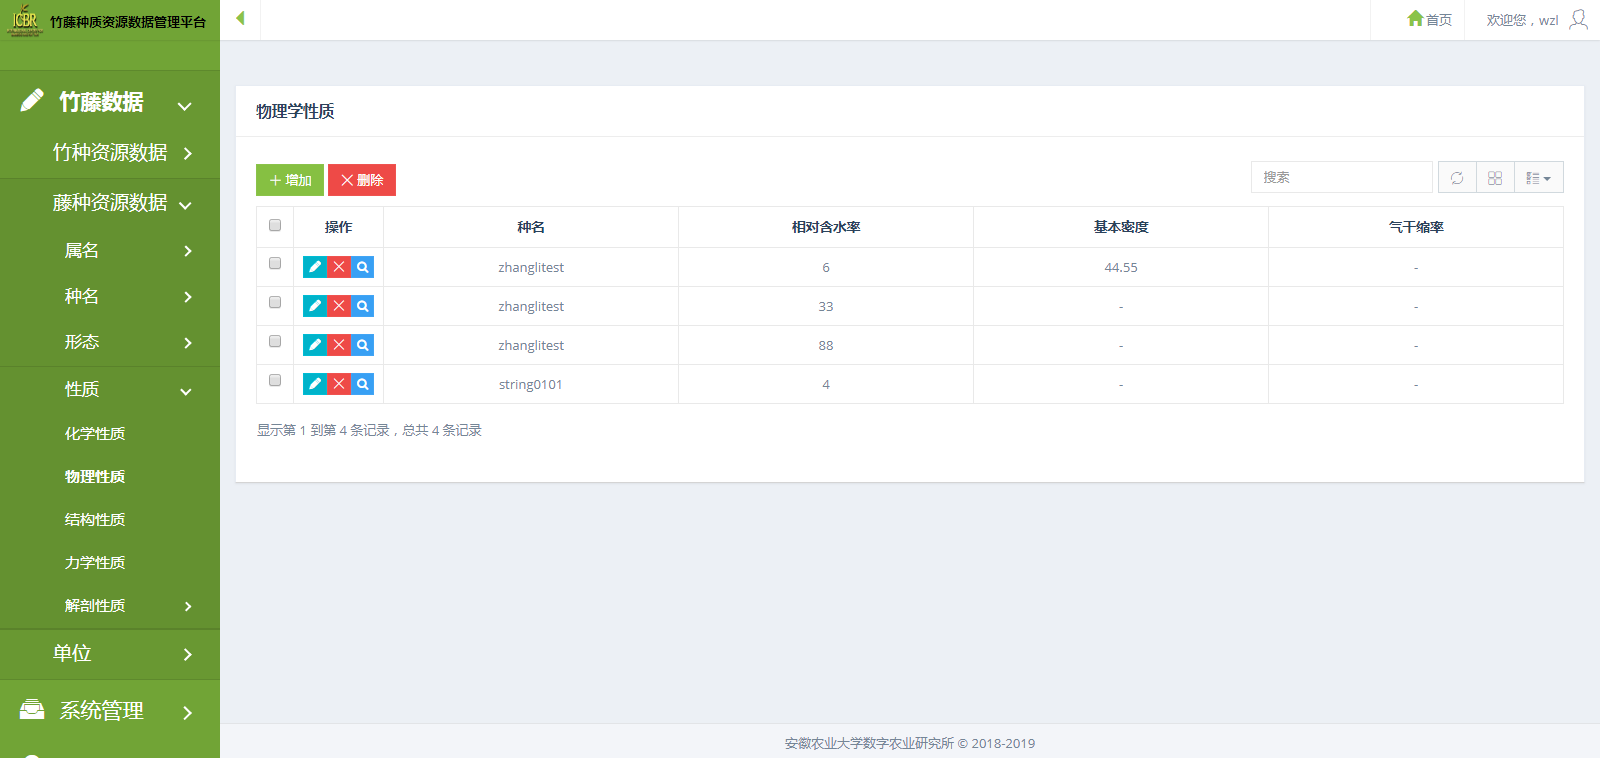 ICBR 竹藤种质资源数据管理平台
首页
欢迎您，wzl
竹藤数据
竹种资源数据
藤种资源数据
属名
种名
形态
性质
化学性质
物理性质
结构性质
力学性质
解剖性质
单位
系统管理
物理学性质
增加 删除
搜索
操作 种名 相对含水率 基本密度 气干缩率
zhanglitest 6 44.55 -
zhanglitest 33 - -
zhanglitest 88 - -
string0101 4 - -
显示第 1 到第 4 条记录，总共 4 条记录
安徽农业大学数字农业研究所 © 2018-2019